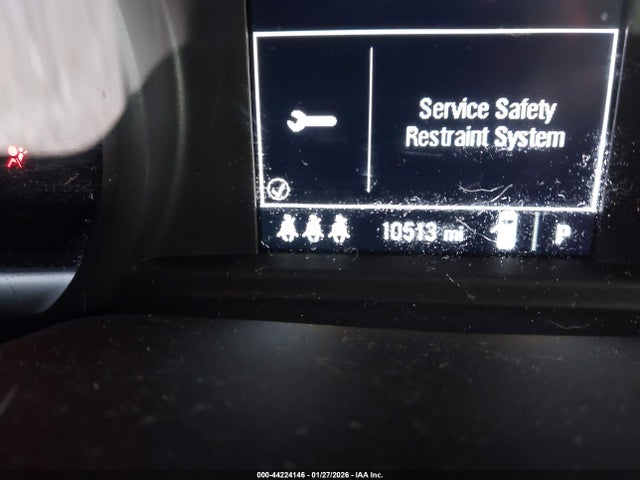 Service Safety
Restraint System
10513 mi P
000-44224146 - 01/27/2026 - IAA Inc.